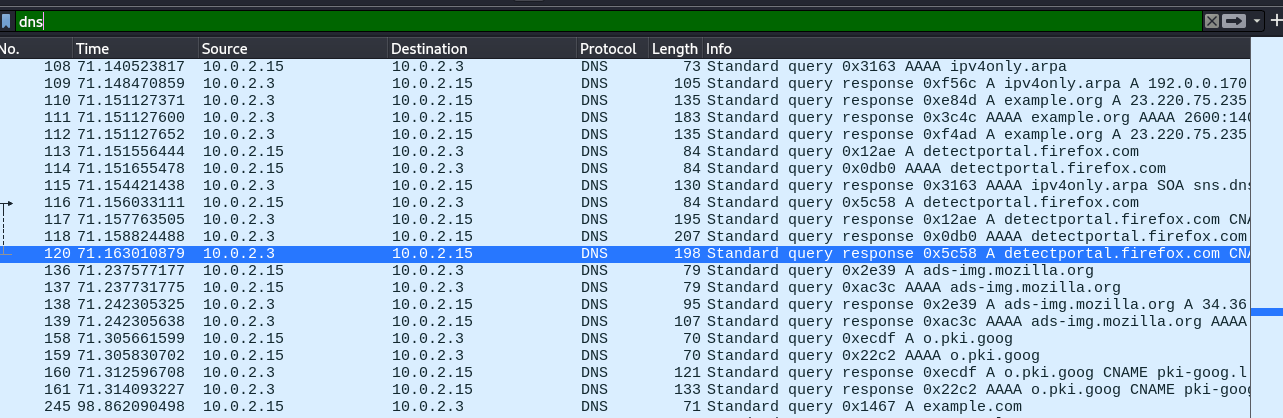 dns
No. Time Source Destination Protocol Length Info
108 71.140523817 10.0.2.15 10.0.2.3 DNS 73 Standard query 0x3163 AAAA ipv4only.arpa
109 71.148470859 10.0.2.3 10.0.2.15 DNS 105 Standard query response 0xf56c A ipv4only.arpa A 192.0.0.170
110 71.151127371 10.0.2.3 10.0.2.15 DNS 135 Standard query response 0xe84d A example.org A 23.220.75.235
111 71.151127600 10.0.2.3 10.0.2.15 DNS 183 Standard query response 0x3c4c AAAA example.org AAAA 2600:140
112 71.151127652 10.0.2.3 10.0.2.15 DNS 135 Standard query response 0xf4ad A example.org A 23.220.75.235
113 71.151556444 10.0.2.15 10.0.2.3 DNS 84 Standard query 0x12ae A detectportal.firefox.com
114 71.151655478 10.0.2.15 10.0.2.3 DNS 84 Standard query 0x0db0 AAAA detectportal.firefox.com
115 71.154421438 10.0.2.3 10.0.2.15 DNS 130 Standard query response 0x3163 AAAA ipv4only.arpa SOA sns.dns
116 71.156033111 10.0.2.15 10.0.2.3 DNS 84 Standard query 0x5c58 A detectportal.firefox.com
117 71.157763505 10.0.2.3 10.0.2.15 DNS 195 Standard query response 0x12ae A detectportal.firefox.com CNA
118 71.158824488 10.0.2.3 10.0.2.15 DNS 207 Standard query response 0x0db0 AAAA detectportal.firefox.com
120 71.163010879 10.0.2.3 10.0.2.15 DNS 198 Standard query response 0x5c58 A detectportal.firefox.com CNA
136 71.237577177 10.0.2.15 10.0.2.3 DNS 79 Standard query 0x2e39 A ads-img.mozilla.org
137 71.237731775 10.0.2.15 10.0.2.3 DNS 79 Standard query 0xac3c AAAA ads-img.mozilla.org
138 71.242305325 10.0.2.3 10.0.2.15 DNS 95 Standard query response 0x2e39 A ads-img.mozilla.org A 34.36
139 71.242305638 10.0.2.3 10.0.2.15 DNS 107 Standard query response 0xac3c AAAA ads-img.mozilla.org AAAA
158 71.305661599 10.0.2.15 10.0.2.3 DNS 70 Standard query 0xecdf A o.pki.goog
159 71.305830702 10.0.2.15 10.0.2.3 DNS 70 Standard query 0x22c2 AAAA o.pki.goog
160 71.312596708 10.0.2.3 10.0.2.15 DNS 121 Standard query response 0xecdf A o.pki.goog CNAME pki-goog.l
161 71.314093227 10.0.2.3 10.0.2.15 DNS 133 Standard query response 0x22c2 AAAA o.pki.goog CNAME pki-goog
245 98.862090498 10.0.2.15 10.0.2.3 DNS 71 Standard query 0x1467 A example.com